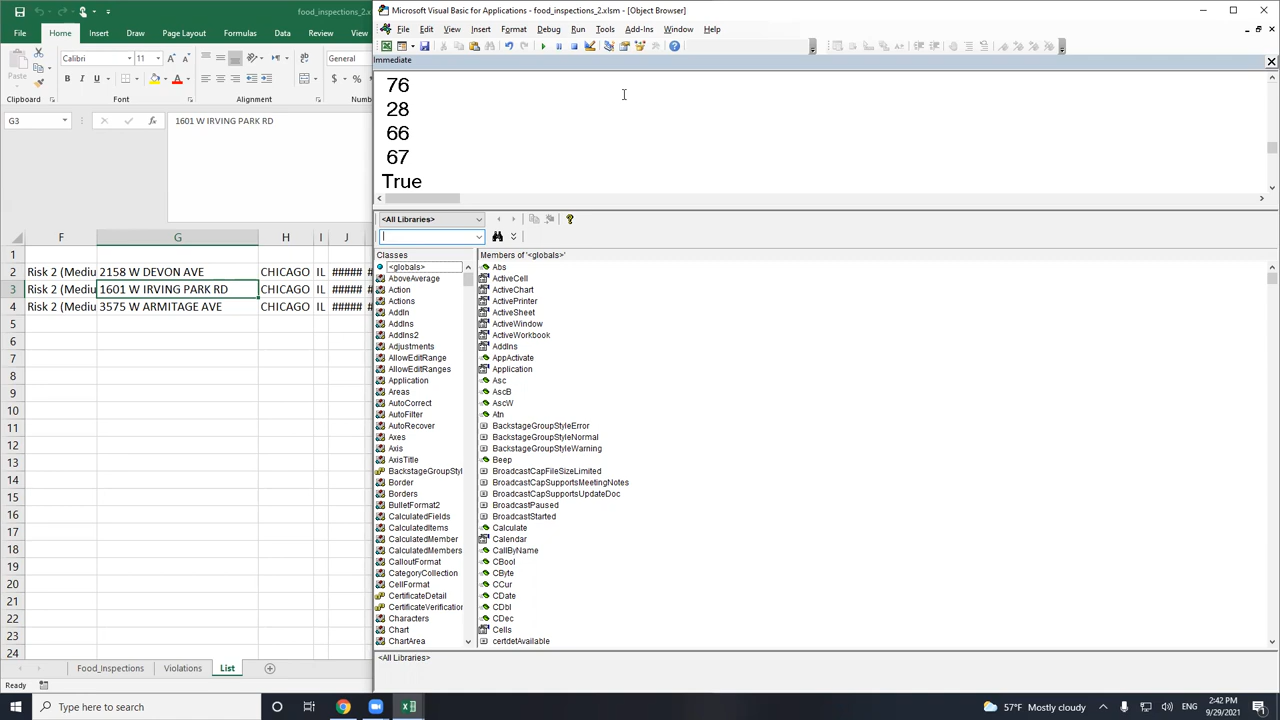 food_inspections_2.x
File
Home
Insert
Draw
Page Layout
Formulas
Data
Review
View
Paste
Calibri
11
General
Clipboard
Font
Alignment
G3
1601 W IRVING PARK RD
F G H I J
1
2 Risk 2 (Mediu 2153 W DEVON AVE CHICAGO IL ##### #
3 Risk 2 (Mediu 1601 W IRVING PARK RD CHICAGO IL ##### #
4 Risk 2 (Mediu 3575 W ARMITAGE AVE CHICAGO IL ##### #
5
6
7
8
9
10
11
12
13
14
15
16
17
18
19
20
21
22
23
24
Food_Inspections
Violations
List
Ready
Microsoft Visual Basic for Applications - food_inspections_2.xlsm - [Object Browser]
File Edit View Insert Format Debug Run Tools Add-Ins Window Help
Immediate
76
28
66
67
True
<All Libraries>
Classes
<globals>
AboveAverage
Action
Actions
AddIn
AddIns
AddIns2
Adjustments
AllowEditRange
AllowEditRanges
Application
Areas
AutoCorrect
AutoFilter
AutoRecover
Axes
Axis
AxisTitle
BackstageGroupStyl
Border
Borders
BulletFormat2
CalculatedFields
CalculatedItems
CalculatedMember
CalculatedMembers
CalloutFormat
CategoryCollection
CellFormat
CertificateDetail
CertificateVerification
Characters
Chart
ChartArea
Members of '<globals>'
Abs
ActiveCell
ActiveChart
ActivePrinter
ActiveSheet
ActiveWindow
ActiveWorkbook
AddIns
AppActivate
Application
Asc
AscB
AscW
Atn
BackstageGroupStyleError
BackstageGroupStyleNormal
BackstageGroupStyleWarning
Beep
BroadcastCapFileSizeLimited
BroadcastCapSupportsMeetingNotes
BroadcastCapSupportsUpdateDoc
BroadcastPaused
BroadcastStarted
Calculate
Calendar
CallByName
CBool
CByte
CCur
CDate
CDbl
CDec
Cells
certdetAvailable
<All Libraries>
Type here to search
57°F Mostly cloudy
2:42 PM
9/29/2021